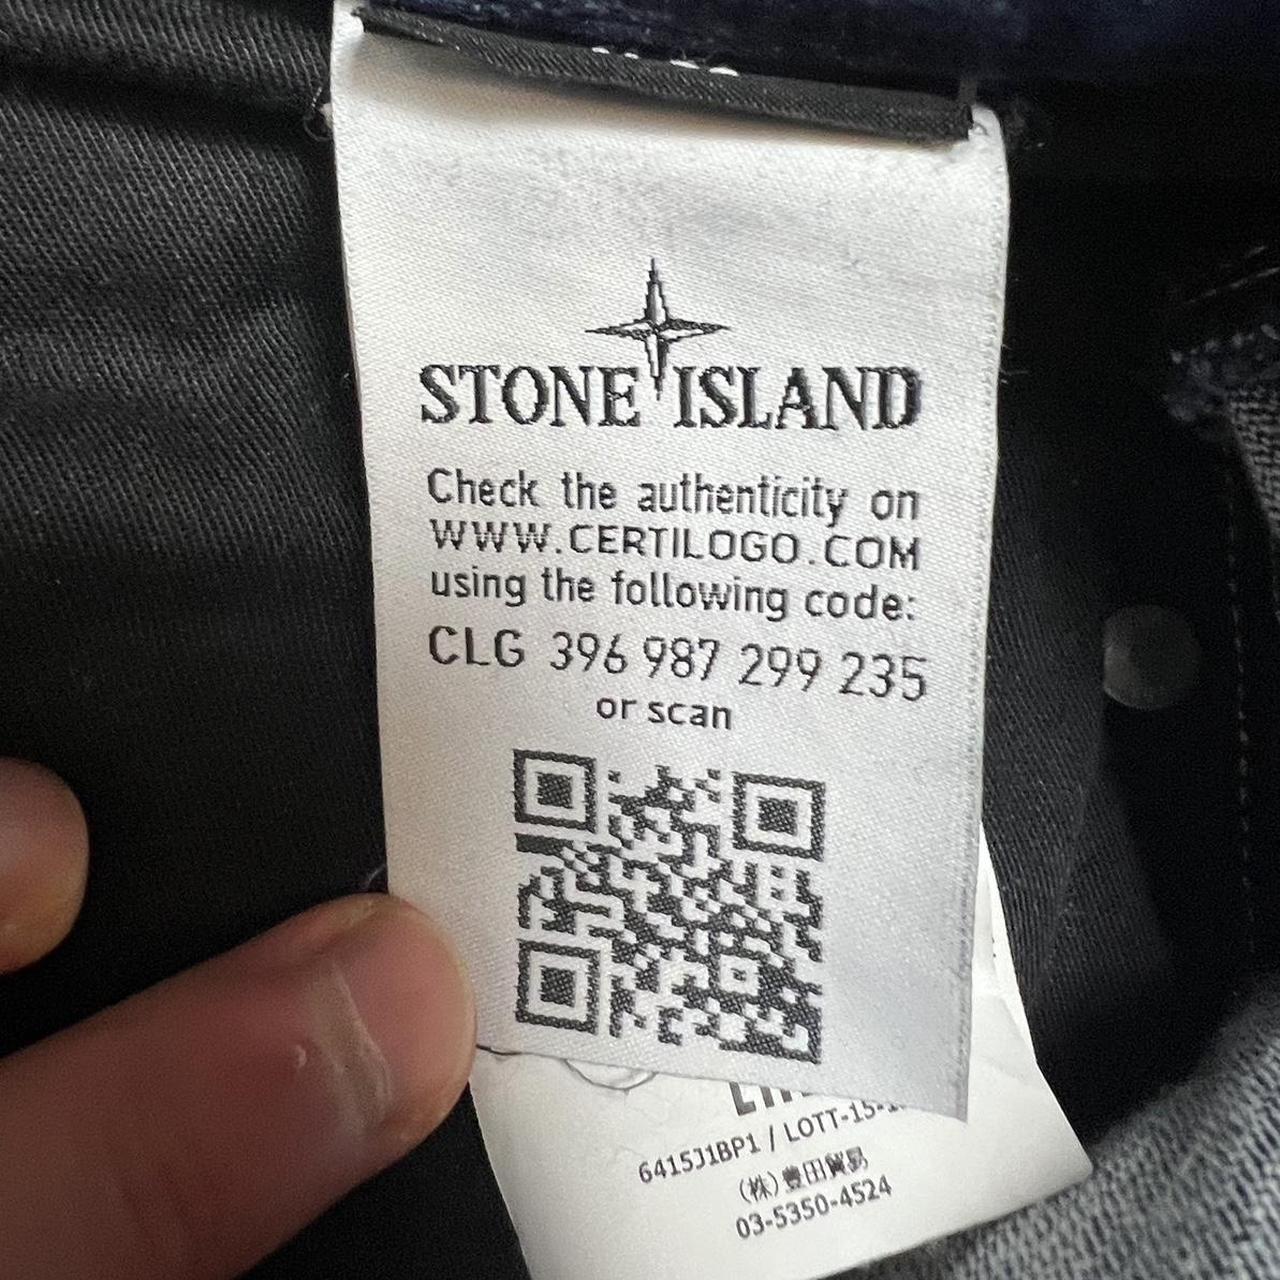 STONE ISLAND
Check the authenticity on
WWW.CERTILOGO.COM
using the following code:
CLG 396 987 299 235
or scan
6415J1BP1 / LOTT-15-
(株)豊田貿易
03-5350-4524